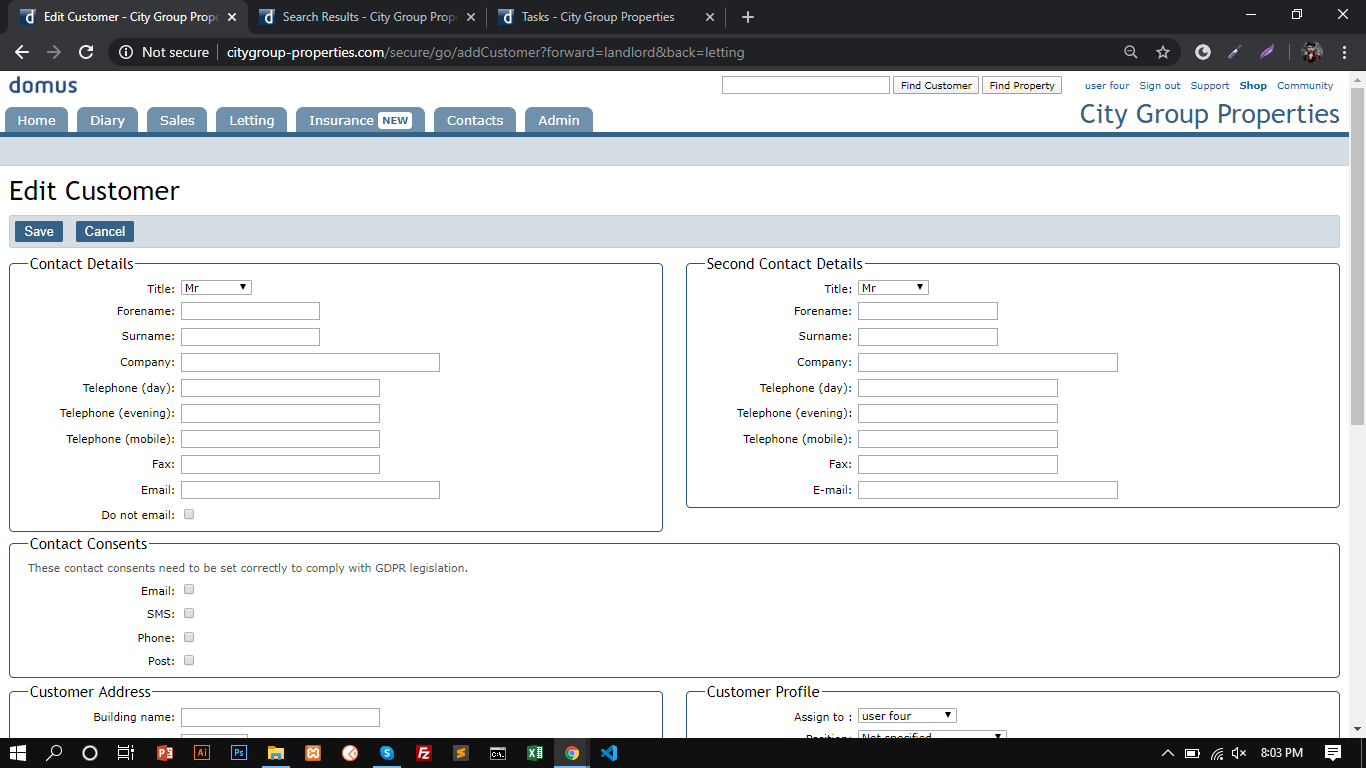 Edit Customer - City Group Prope
Search Results - City Group Prop
Tasks - City Group Properties
Not secure citygroup-properties.com/secure/go/addCustomer?forward=landlord&back=letting
domus
Find Customer Find Property user four Sign out Support Shop Community
Home Diary Sales Letting Insurance NEW Contacts Admin
City Group Properties
Edit Customer
Save Cancel
Contact Details
Title: Mr
Forename:
Surname:
Company:
Telephone (day):
Telephone (evening):
Telephone (mobile):
Fax:
Email:
Do not email:
Second Contact Details
Title: Mr
Forename:
Surname:
Company:
Telephone (day):
Telephone (evening):
Telephone (mobile):
Fax:
E-mail:
Contact Consents
These contact consents need to be set correctly to comply with GDPR legislation.
Email:
SMS:
Phone:
Post:
Customer Address
Building name:
Customer Profile
Assign to : user four
Position: Not specified
8:03 PM